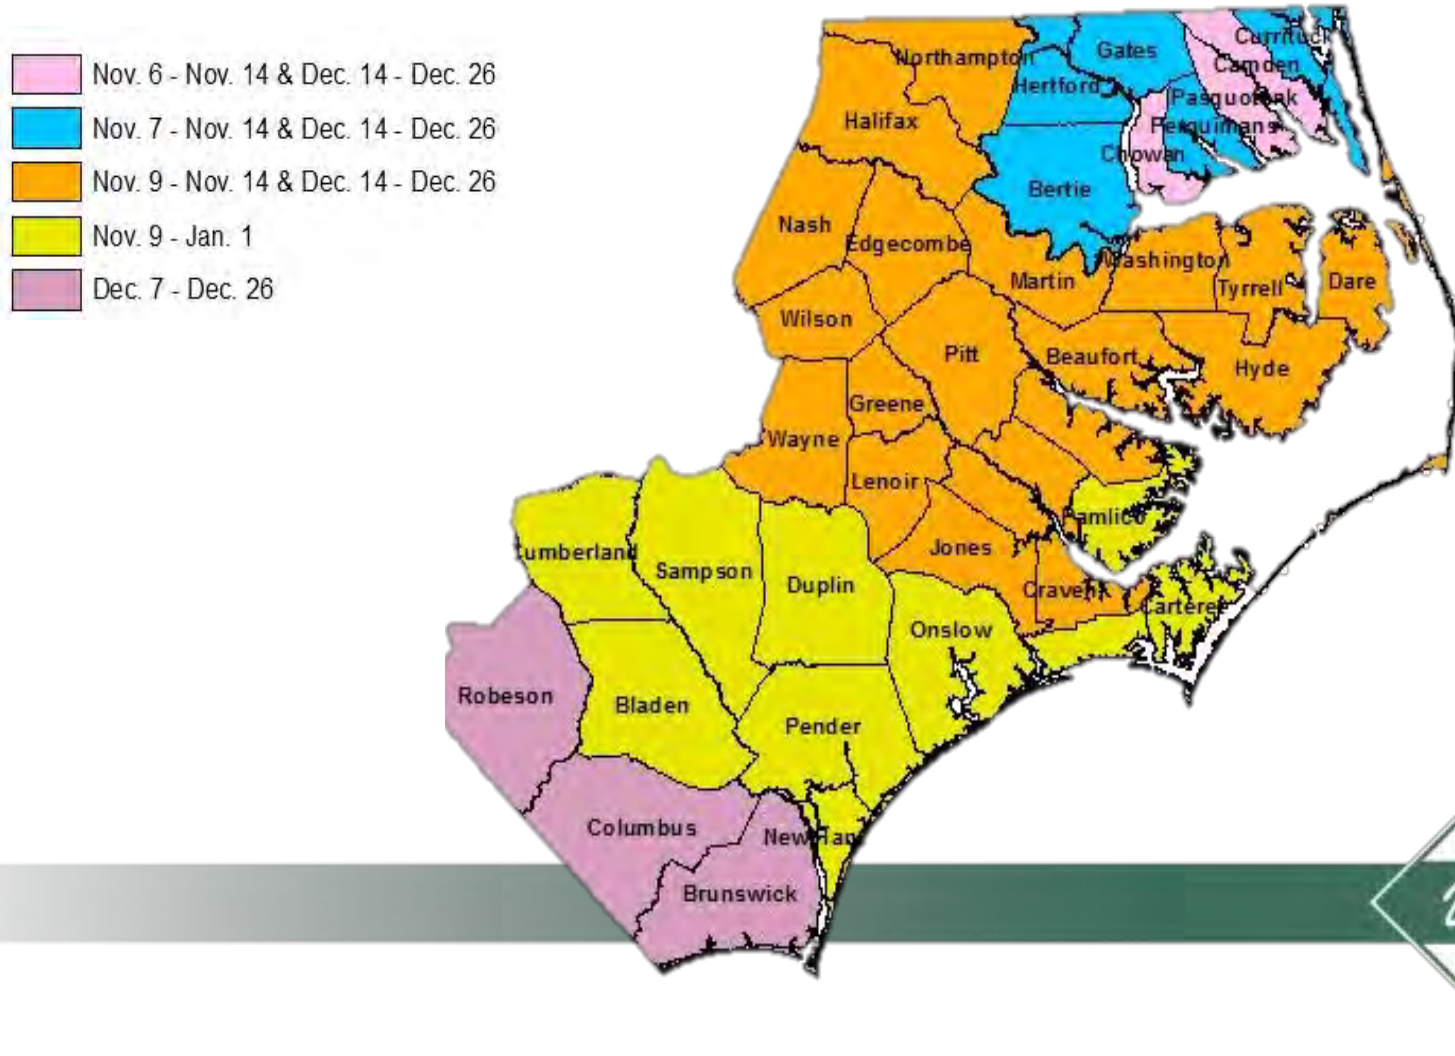 Nov. 6 - Nov. 14 & Dec. 14 - Dec. 26
Nov. 7 - Nov. 14 & Dec. 14 - Dec. 26
Nov. 9 - Nov. 14 & Dec. 14 - Dec. 26
Nov. 9 - Jan. 1
Dec. 7 - Dec. 26
Currituck
Northampton
Gates
Camden
Hertford
Pasquotank
Halifax
Perquimans
Chowan
Bertie
Nash
Edgecombe
Washington
Martin
Tyrrell
Dare
Wilson
Pitt
Beaufort
Hyde
Greene
Wayne
Lenoir
Pamlico
Jones
umberland
Sampson
Duplin
Craven
Carteret
Onslow
Robeson
Bladen
Pender
Columbus
New Han
Brunswick